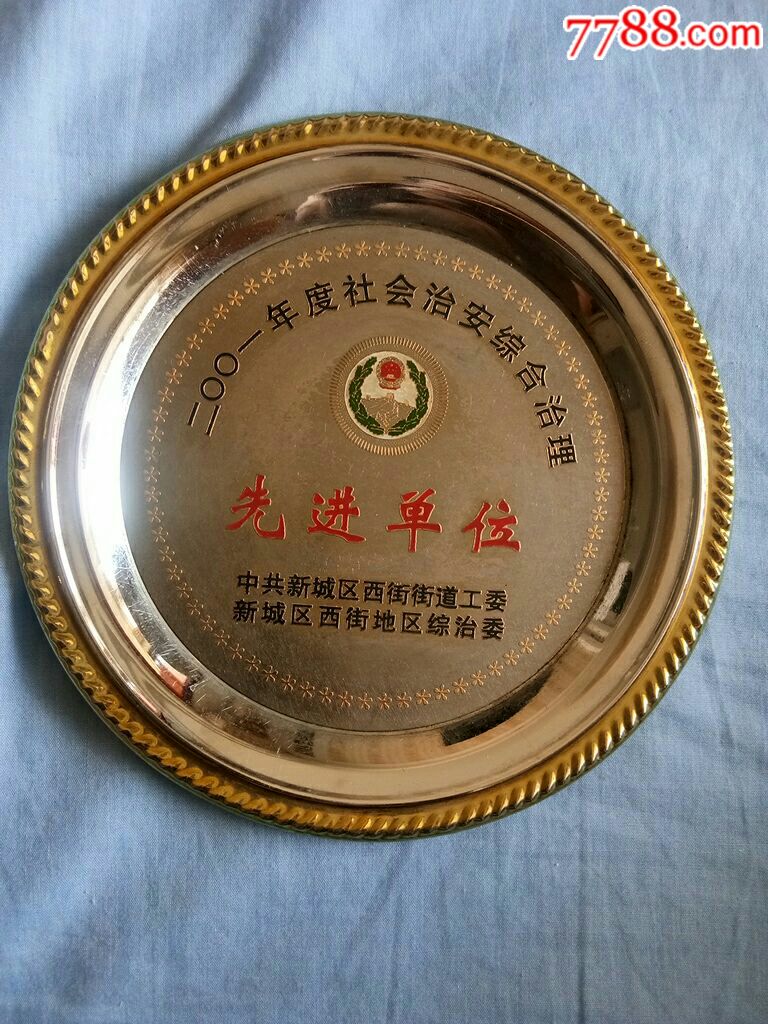 7788.com
二〇〇一年度社会治安综合治理
先进单位
中共新城区西街街道工委
新城区西街地区综治委